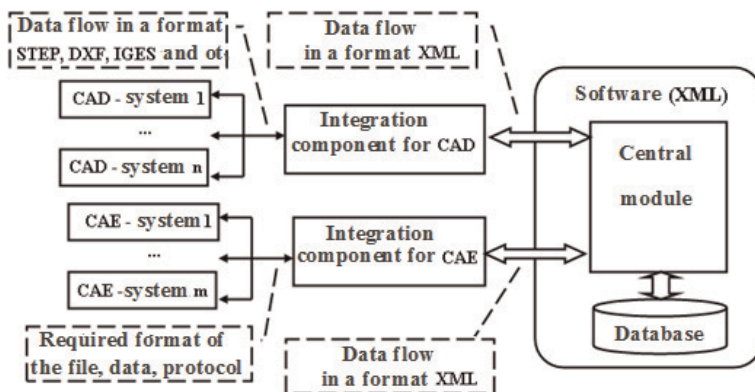 Data flow in a format
STEP, DXF, IGES and ot-
Data flow
in a format XML
CAD - system 1
...
CAD - system n
Integration
component for CAD
Software (XML)
Central
module
CAE - system1
...
CAE -system m
Integration
component for CAE
Database
Required format of
the file, data, protocol
Data flow
in a format XML